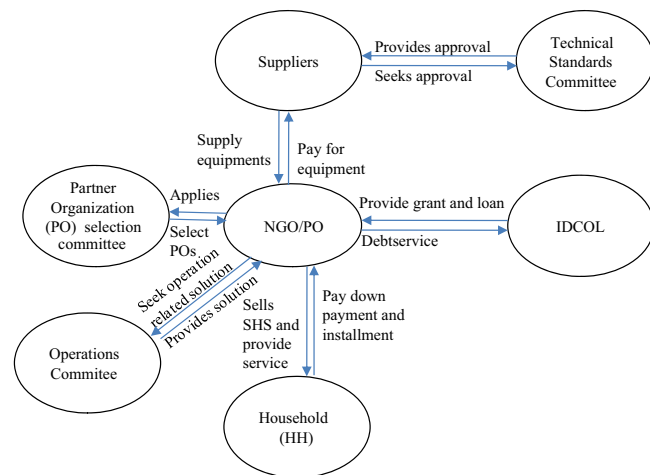 Suppliers
Provides approval
Seeks approval
Technical
Standards
Committee
Supply
equipments
Pay for
equipment
Partner
Organization
(PO) selection
committee
Applies
Select
POs
NGO/PO
Provide grant and loan
Debtservice
IDCOL
Seek operation
related solution
Provides solution
Sells
SHS and
provide
service
Pay down
payment and
installment
Operations
Commitee
Household
(HH)